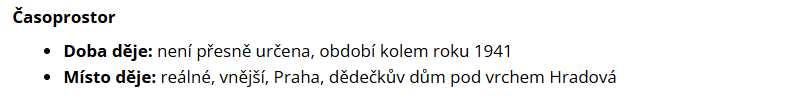 Časoprostor
• Doba děje: není přesně určena, období kolem roku 1941
• Místo děje: reálné, vnější, Praha, dědečkův dům pod vrchem Hradová